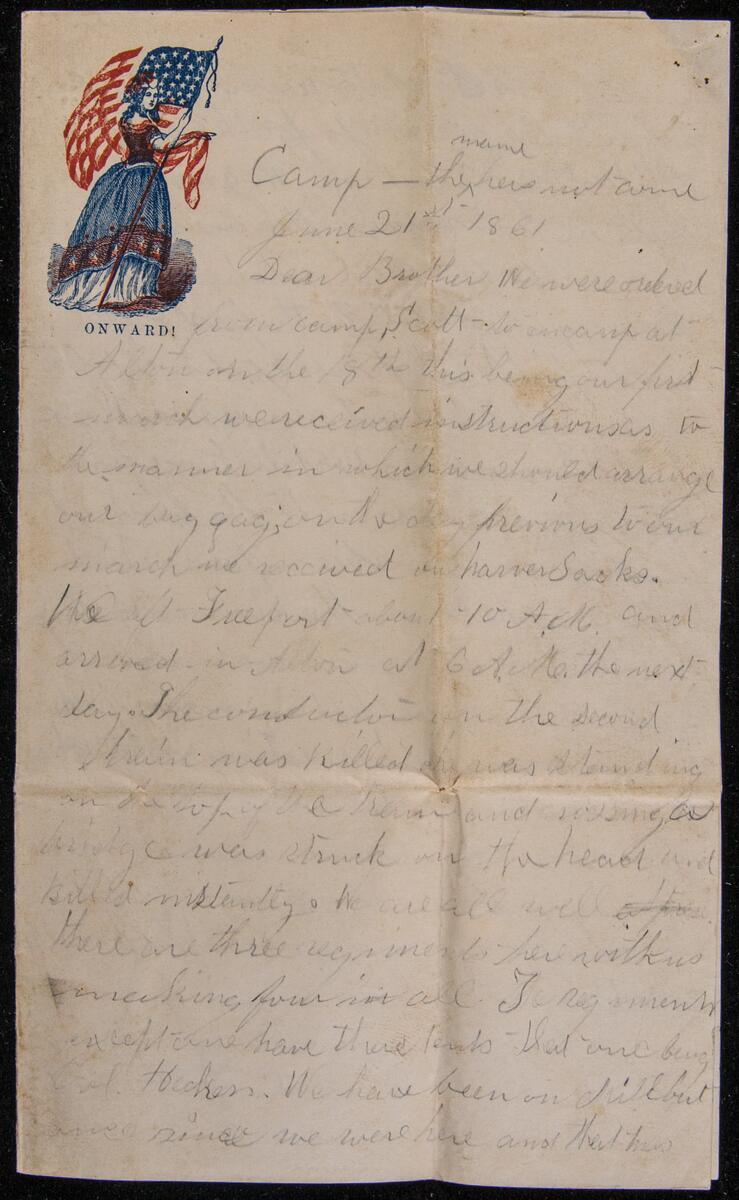 ONWARD!
name
Camp — the has not come
June 21st 1861
Dear Brother We were ordered
from camp, Scott to encamp at
Alton on the 18th this being our first
march we received instructions as to
the manner in which we should arrange
our baggag, on the day previous to our
march we received our haversacks.
We left Freeport about 10 A.M. and
arrived in Alton at 6 A.M. the next
day. The conductor on the second
train was killed he was standing
on the top of the train and
bridge was struck on the head and
killed instantly. We are all well
there are three regiments here with us
making four in all regiments
except one have there tents that one being
Col. Heckers. We have been on drill but
once since we were here and that was